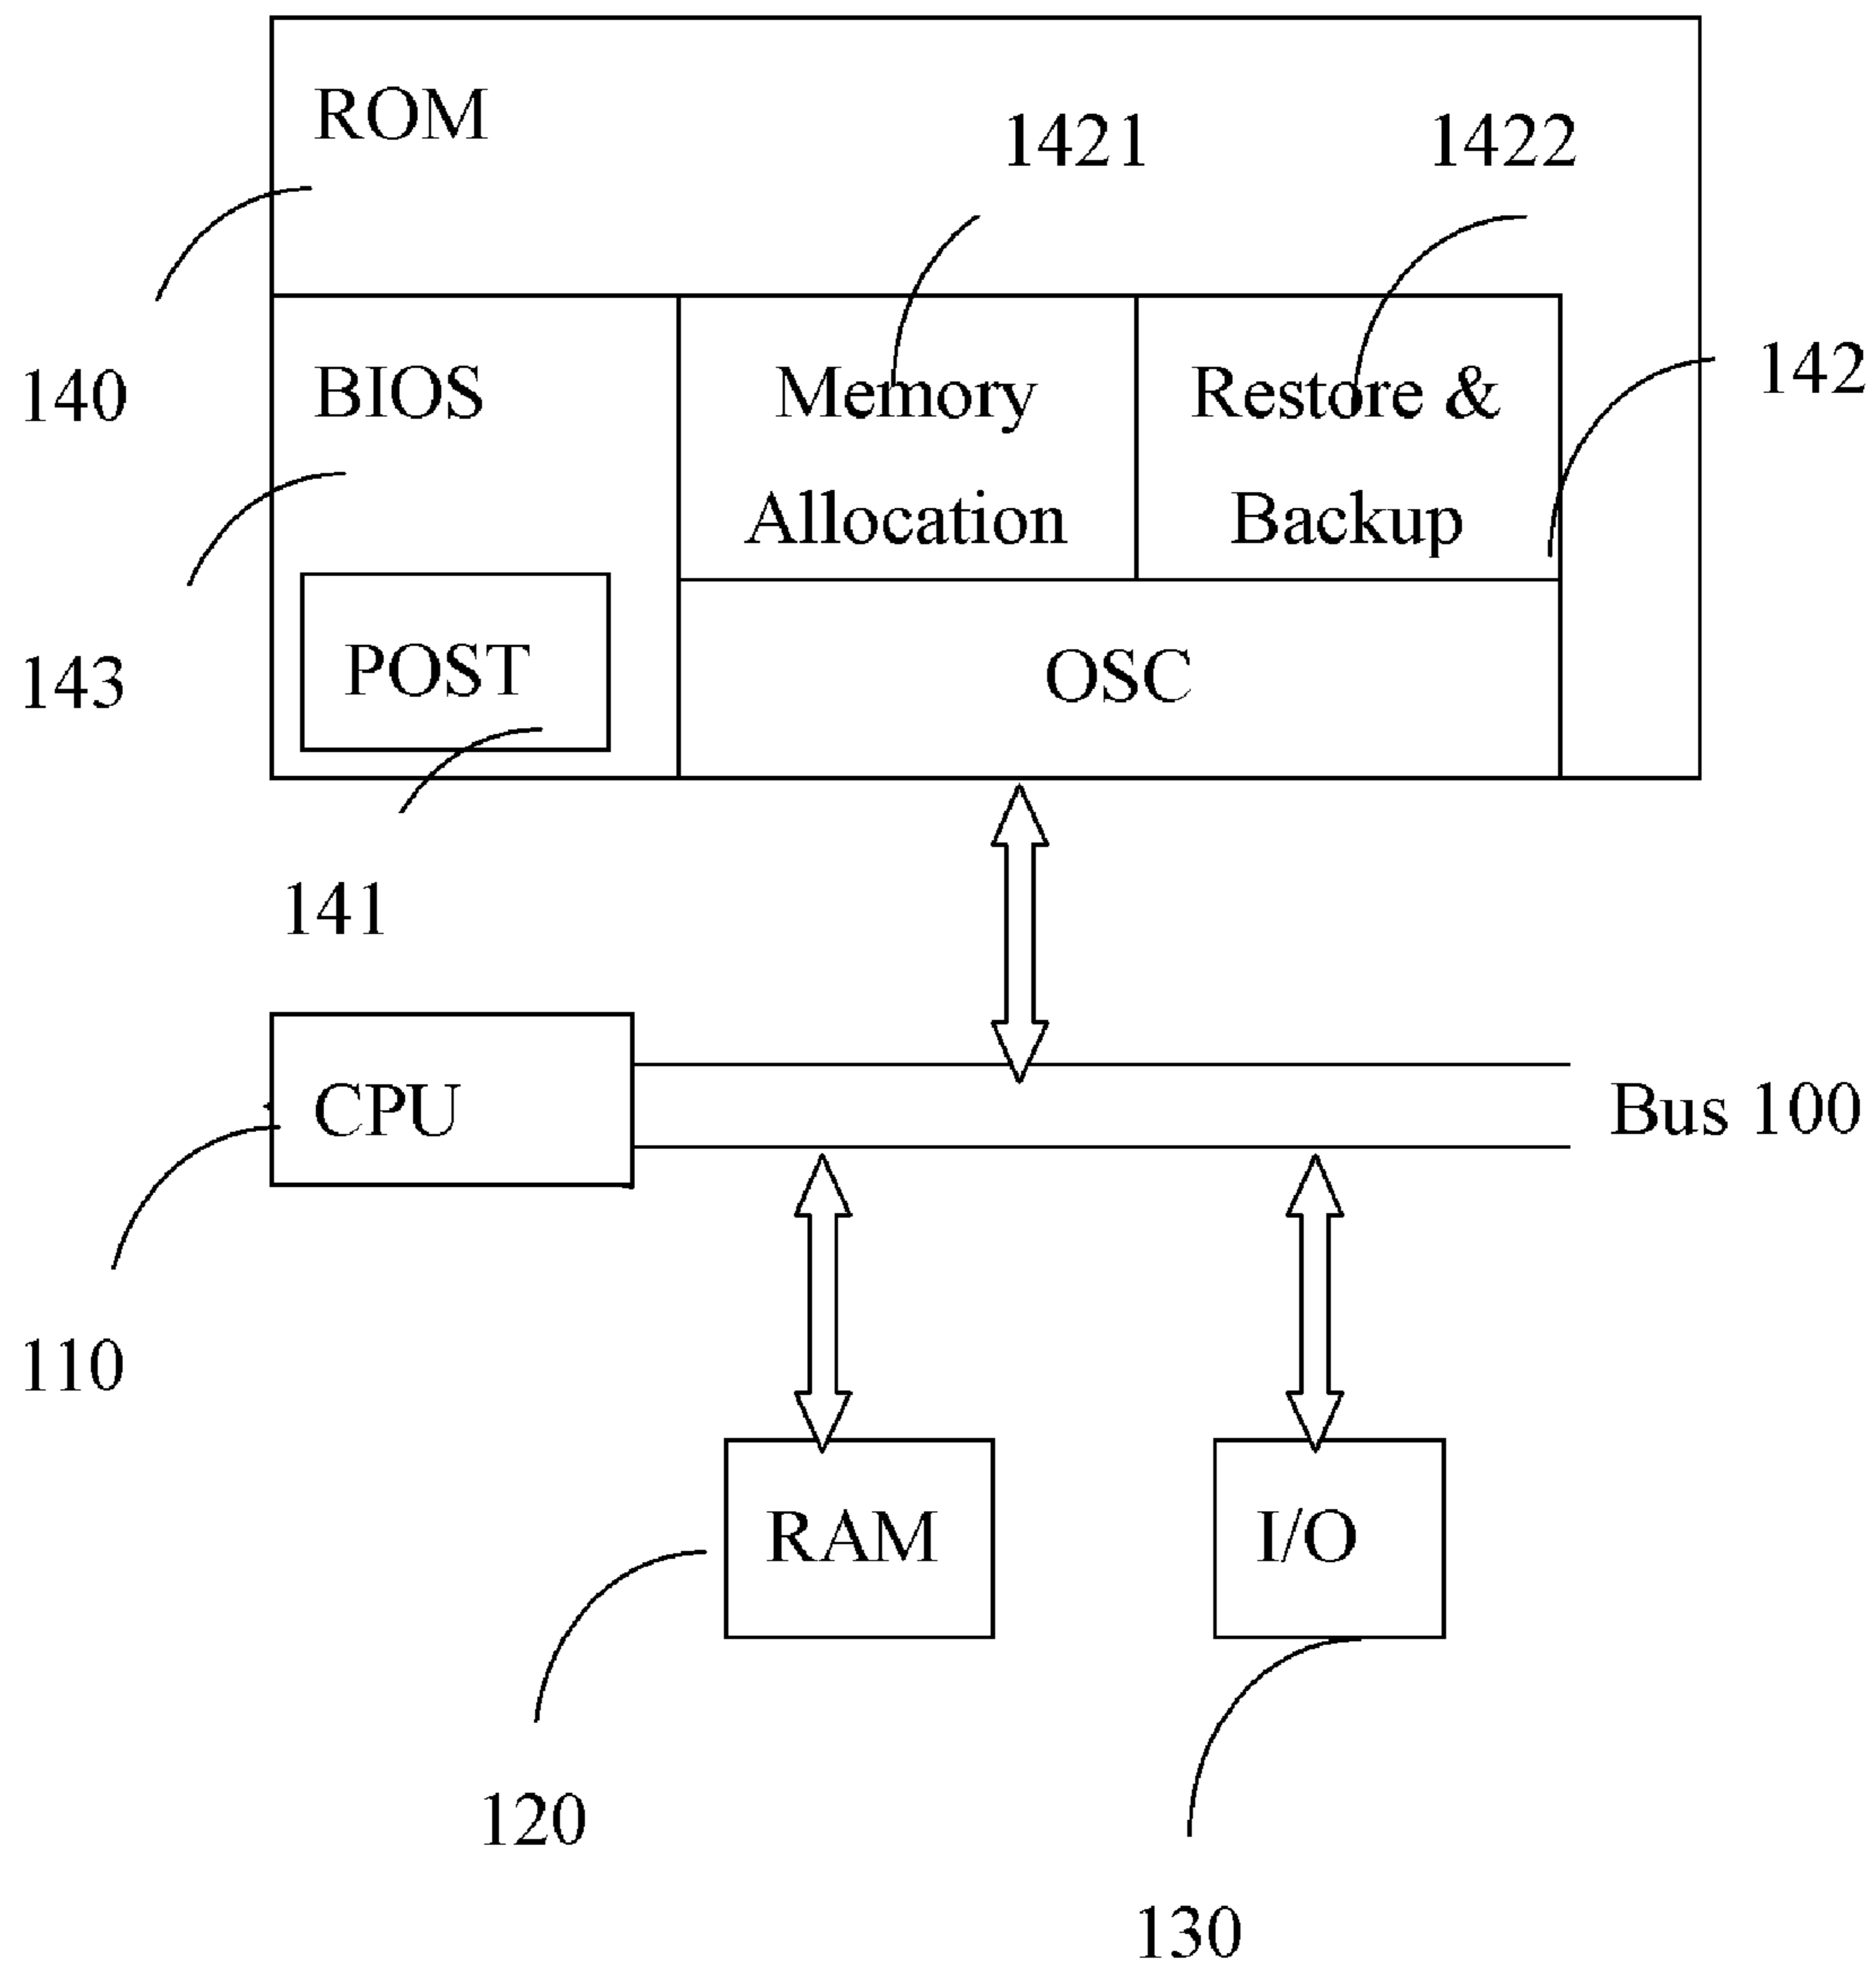 ROM
1421
1422
140
BIOS
Memory
Allocation
Restore &
Backup
142
143
POST
OSC
141
CPU
Bus 100
110
RAM
I/O
120
130